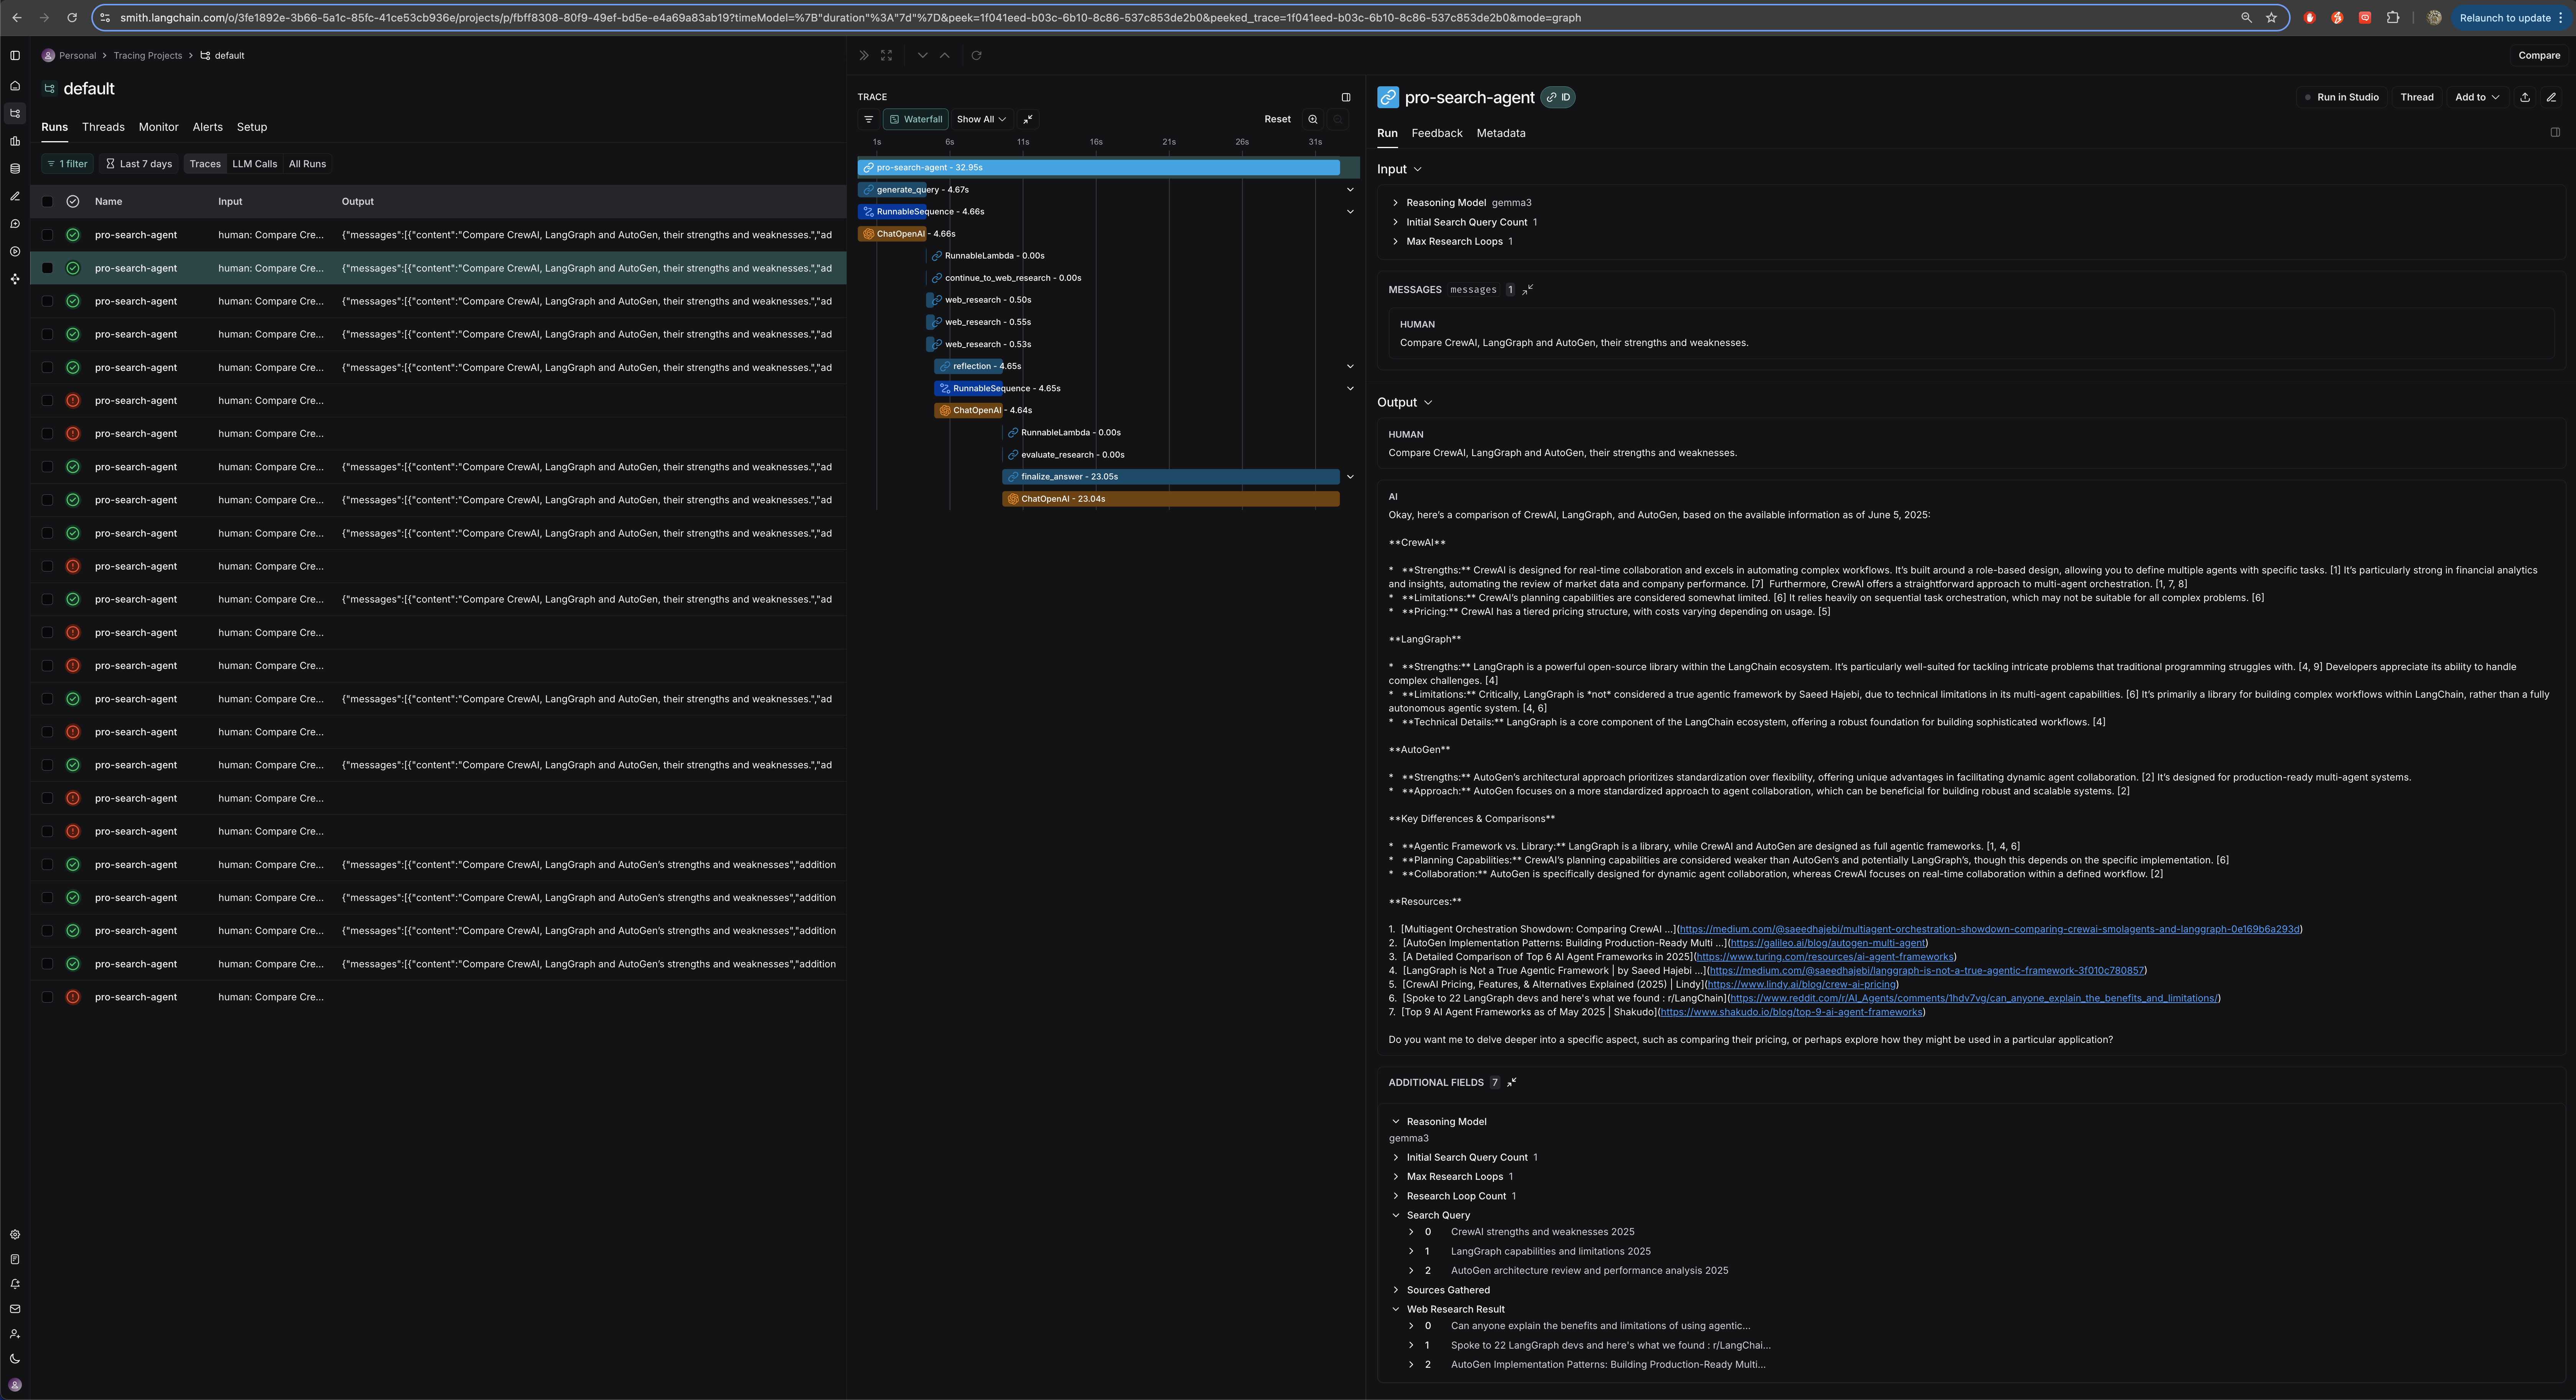 smith.langchain.com/o/3fe1892e-3b66-5a1c-85fc-41ce53cb936e/projects/p/fbff8308-80f9-49ef-bd5e-e4a69a83ab19?timeModel=%7B"duration"%3A"7d"%7D&peek=1f041eed-b03c-6b10-8c86-537c853de2b0&peeked_trace=1f041eed-b03c-6b10-8c86-537c853de2b0&mode=graph
Relaunch to update
Personal > Tracing Projects > default
default
Runs Threads Monitor Alerts Setup
1 filter Last 7 days Traces LLM Calls All Runs
Name Input Output
pro-search-agent human: Compare Cre... {"messages":[{"content":"Compare CrewAI, LangGraph and AutoGen, their strengths and weaknesses.","ad
pro-search-agent human: Compare Cre... {"messages":[{"content":"Compare CrewAI, LangGraph and AutoGen, their strengths and weaknesses.","ad
pro-search-agent human: Compare Cre... {"messages":[{"content":"Compare CrewAI, LangGraph and AutoGen, their strengths and weaknesses.","ad
pro-search-agent human: Compare Cre... {"messages":[{"content":"Compare CrewAI, LangGraph and AutoGen, their strengths and weaknesses.","ad
pro-search-agent human: Compare Cre... {"messages":[{"content":"Compare CrewAI, LangGraph and AutoGen, their strengths and weaknesses.","ad
pro-search-agent human: Compare Cre...
pro-search-agent human: Compare Cre...
pro-search-agent human: Compare Cre... {"messages":[{"content":"Compare CrewAI, LangGraph and AutoGen, their strengths and weaknesses.","ad
pro-search-agent human: Compare Cre... {"messages":[{"content":"Compare CrewAI, LangGraph and AutoGen, their strengths and weaknesses.","ad
pro-search-agent human: Compare Cre... {"messages":[{"content":"Compare CrewAI, LangGraph and AutoGen, their strengths and weaknesses.","ad
pro-search-agent human: Compare Cre...
pro-search-agent human: Compare Cre... {"messages":[{"content":"Compare CrewAI, LangGraph and AutoGen, their strengths and weaknesses.","ad
pro-search-agent human: Compare Cre...
pro-search-agent human: Compare Cre...
pro-search-agent human: Compare Cre... {"messages":[{"content":"Compare CrewAI, LangGraph and AutoGen, their strengths and weaknesses.","ad
pro-search-agent human: Compare Cre...
pro-search-agent human: Compare Cre... {"messages":[{"content":"Compare CrewAI, LangGraph and AutoGen, their strengths and weaknesses.","ad
pro-search-agent human: Compare Cre...
pro-search-agent human: Compare Cre...
pro-search-agent human: Compare Cre... {"messages":[{"content":"Compare CrewAI, LangGraph and AutoGen's strengths and weaknesses","addition
pro-search-agent human: Compare Cre... {"messages":[{"content":"Compare CrewAI, LangGraph and AutoGen's strengths and weaknesses","addition
pro-search-agent human: Compare Cre... {"messages":[{"content":"Compare CrewAI, LangGraph and AutoGen's strengths and weaknesses","addition
pro-search-agent human: Compare Cre... {"messages":[{"content":"Compare CrewAI, LangGraph and AutoGen's strengths and weaknesses","addition
pro-search-agent human: Compare Cre...
TRACE
Waterfall Show All Reset
1s 6s 11s 16s 21s 26s 31s
pro-search-agent - 32.95s
generate_query - 4.67s
RunnableSequence - 4.66s
ChatOpenAI - 4.66s
RunnableLambda - 0.00s
continue_to_web_research - 0.00s
web_research - 0.50s
web_research - 0.55s
web_research - 0.53s
reflection - 4.65s
RunnableSequence - 4.65s
ChatOpenAI - 4.64s
RunnableLambda - 0.00s
evaluate_research - 0.00s
finalize_answer - 23.05s
ChatOpenAI - 23.04s
Compare
pro-search-agent ID Run in Studio Thread Add to
Run Feedback Metadata
Input
Reasoning Model gemma3
Initial Search Query Count 1
Max Research Loops 1
MESSAGES messages 1
HUMAN
Compare CrewAI, LangGraph and AutoGen, their strengths and weaknesses.
Output
HUMAN
Compare CrewAI, LangGraph and AutoGen, their strengths and weaknesses.
AI
Okay, here's a comparison of CrewAI, LangGraph, and AutoGen, based on the available information as of June 5, 2025:
**CrewAI**
* **Strengths:** CrewAI is designed for real-time collaboration and excels in automating complex workflows. It's built around a role-based design, allowing you to define multiple agents with specific tasks. [1] It's particularly strong in financial analytics
and insights, automating the review of market data and company performance. [7] Furthermore, CrewAI offers a straightforward approach to multi-agent orchestration. [1, 7, 8]
* **Limitations:** CrewAI's planning capabilities are considered somewhat limited. [6] It relies heavily on sequential task orchestration, which may not be suitable for all complex problems. [6]
* **Pricing:** CrewAI has a tiered pricing structure, with costs varying depending on usage. [5]
**LangGraph**
* **Strengths:** LangGraph is a powerful open-source library within the LangChain ecosystem. It's particularly well-suited for tackling intricate problems that traditional programming struggles with. [4, 9] Developers appreciate its ability to handle
complex challenges. [4]
* **Limitations:** Critically, LangGraph is *not* considered a true agentic framework by Saeed Hajebi, due to technical limitations in its multi-agent capabilities. [6] It's primarily a library for building complex workflows within LangChain, rather than a fully
autonomous agentic system. [4, 6]
* **Technical Details:** LangGraph is a core component of the LangChain ecosystem, offering a robust foundation for building sophisticated workflows. [4]
**AutoGen**
* **Strengths:** AutoGen's architectural approach prioritizes standardization over flexibility, offering unique advantages in facilitating dynamic agent collaboration. [2] It's designed for production-ready multi-agent systems.
* **Approach:** AutoGen focuses on a more standardized approach to agent collaboration, which can be beneficial for building robust and scalable systems. [2]
**Key Differences & Comparisons**
* **Agentic Framework vs. Library:** LangGraph is a library, while CrewAI and AutoGen are designed as full agentic frameworks. [1, 4, 6]
* **Planning Capabilities:** CrewAI's planning capabilities are considered weaker than AutoGen's and potentially LangGraph's, though this depends on the specific implementation. [6]
* **Collaboration:** AutoGen is specifically designed for dynamic agent collaboration, whereas CrewAI focuses on real-time collaboration within a defined workflow. [2]
**Resources:**
1. [Multiagent Orchestration Showdown: Comparing CrewAI ...](https://medium.com/@saeedhajebi/multiagent-orchestration-showdown-comparing-crewai-smolagents-and-langgraph-0e169b6a293d)
2. [AutoGen Implementation Patterns: Building Production-Ready Multi ...](https://galileo.ai/blog/autogen-multi-agent)
3. [A Detailed Comparison of Top 6 AI Agent Frameworks in 2025](https://www.turing.com/resources/ai-agent-frameworks)
4. [LangGraph is Not a True Agentic Framework | by Saeed Hajebi ...](https://medium.com/@saeedhajebi/langgraph-is-not-a-true-agentic-framework-3f010c780857)
5. [CrewAI Pricing, Features, & Alternatives Explained (2025) | Lindy](https://www.lindy.ai/blog/crew-ai-pricing)
6. [Spoke to 22 LangGraph devs and here's what we found : r/LangChain](https://www.reddit.com/r/AI_Agents/comments/1hdv7vg/can_anyone_explain_the_benefits_and_limitations/)
7. [Top 9 AI Agent Frameworks as of May 2025 | Shakudo](https://www.shakudo.io/blog/top-9-ai-agent-frameworks)
Do you want me to delve deeper into a specific aspect, such as comparing their pricing, or perhaps explore how they might be used in a particular application?
ADDITIONAL FIELDS 7
Reasoning Model
gemma3
Initial Search Query Count 1
Max Research Loops 1
Research Loop Count 1
Search Query
0 CrewAI strengths and weaknesses 2025
1 LangGraph capabilities and limitations 2025
2 AutoGen architecture review and performance analysis 2025
Sources Gathered
Web Research Result
0 Can anyone explain the benefits and limitations of using agentic...
1 Spoke to 22 LangGraph devs and here's what we found : r/LangChai...
2 AutoGen Implementation Patterns: Building Production-Ready Multi...